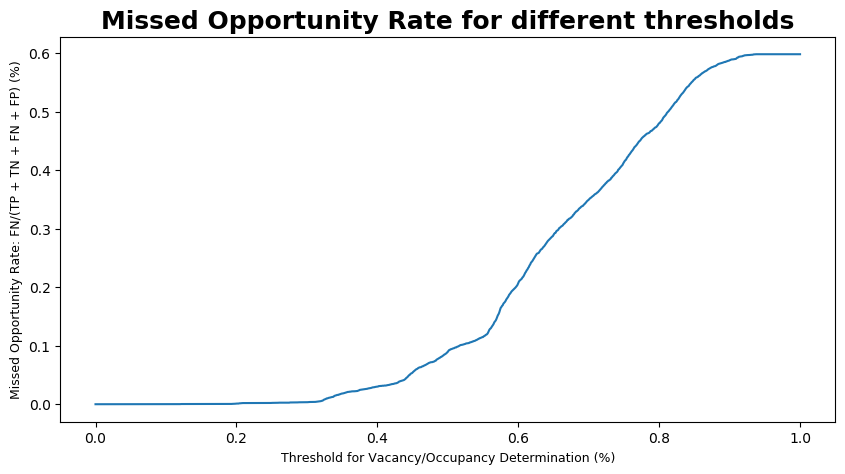 Missed Opportunity Rate for different thresholds
Missed Opportunity Rate: FN/(TP + TN + FN + FP) (%)
0.6
0.5
0.4
0.3
0.2
0.1
0.0
0.0 0.2 0.4 0.6 0.8 1.0
Threshold for Vacancy/Occupancy Determination (%)